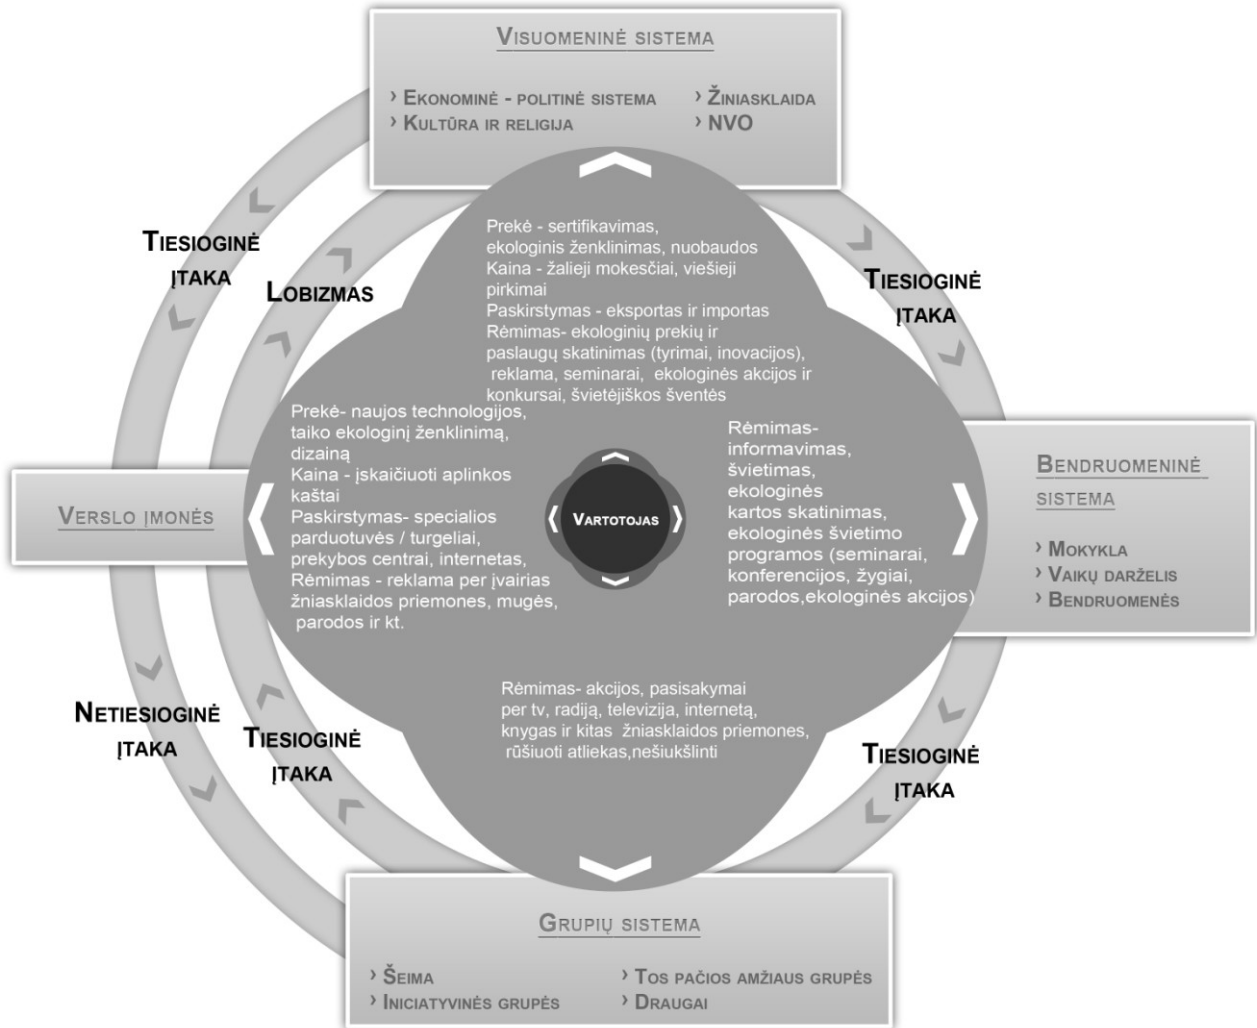 Visuomeninė sistema
› Ekonominė - politinė sistema
› Kultūra ir religija
› Žiniasklaida
› NVO
Tiesioginė
įtaka
Lobizmas
Tiesioginė
įtaka
Prekė - sertifikavimas,
ekologinis ženklinimas, nuobaudos
Kaina - žalieji mokesčiai, viešieji
pirkimai
Paskirstymas - eksportas ir importas
Rėmimas- ekologinių prekių ir
paslaugų skatinimas (tyrimai, inovacijos),
reklama, seminarai, ekologinės akcijos ir
konkursai, švietėjiškos šventės
Verslo įmonės
Prekė- naujos technologijos,
taiko ekologinį ženklinimą,
dizainą
Kaina - įskaičiuoti aplinkos
kaštai
Paskirstymas- specialios
parduotuvės / turgeliai,
prekybos centrai, internetas,
Rėmimas - reklama per įvairias
žniasklaidos priemones, mugės,
parodos ir kt.
Vartotojas
Rėmimas-
informavimas,
švietimas,
ekologinės
kartos skatinimas,
ekologinės švietimo
programos (seminarai,
konferencijos, žygiai,
parodos,ekologinės akcijos)
Bendruomeninė
sistema
› Mokykla
› Vaikų darželis
› Bendruomenės
Rėmimas- akcijos, pasisakymai
per tv, radiją, televizija, internetą,
knygas ir kitas žniasklaidos priemones,
rūšiuoti atliekas,nešiukšlinti
Netiesioginė
įtaka
Tiesioginė
įtaka
Tiesioginė
įtaka
Grupių sistema
› Šeima
› Iniciatyvinės grupės
› Tos pačios amžiaus grupės
› Draugai